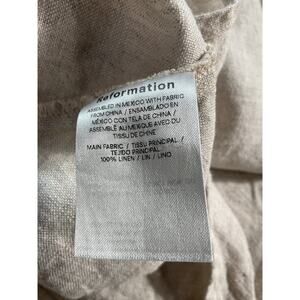 Reformation
ASSEMBLED IN MEXICO WITH FABRIC
FROM CHINA / ENSAMBLADO EN
MÉXICO CON TELA DE CHINA /
ASSEMBLÉ AU MEXIQUE AVEC DU
TISSU DE CHINE
MAIN FABRIC / TISSU PRINCIPAL /
TEJIDO PRINCIPAL
100% LINEN / LIN / LINO